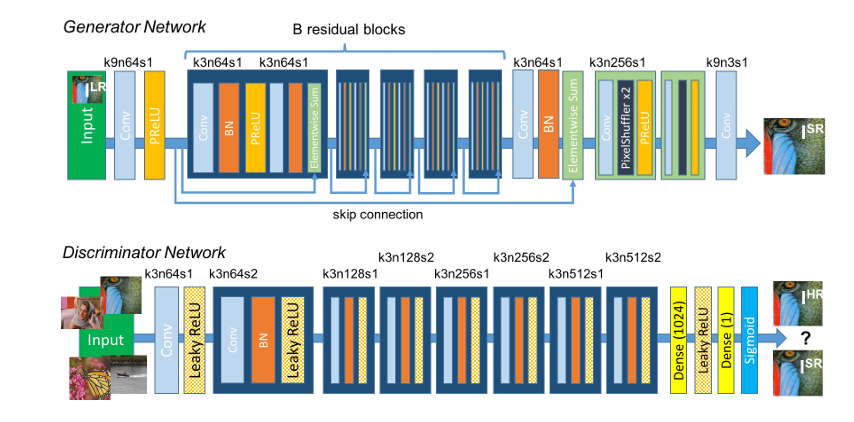 Generator Network
B residual blocks
k9n64s1
k3n64s1
k3n64s1
k3n64s1
k3n256s1
k9n3s1
Input
I LR
Conv
PReLU
Conv
BN
PReLU
Elementwise Sum
Conv
BN
Elementwise Sum
Conv
PixelShuffler x2
PReLU
Conv
I SR
skip connection
Discriminator Network
k3n64s1
k3n64s2
k3n128s1
k3n128s2
k3n256s1
k3n256s2
k3n512s1
k3n512s2
Input
Conv
Leaky ReLU
Conv
BN
Leaky ReLU
Dense (1024)
Leaky ReLU
Dense (1)
Sigmoid
I HR
?
I SR